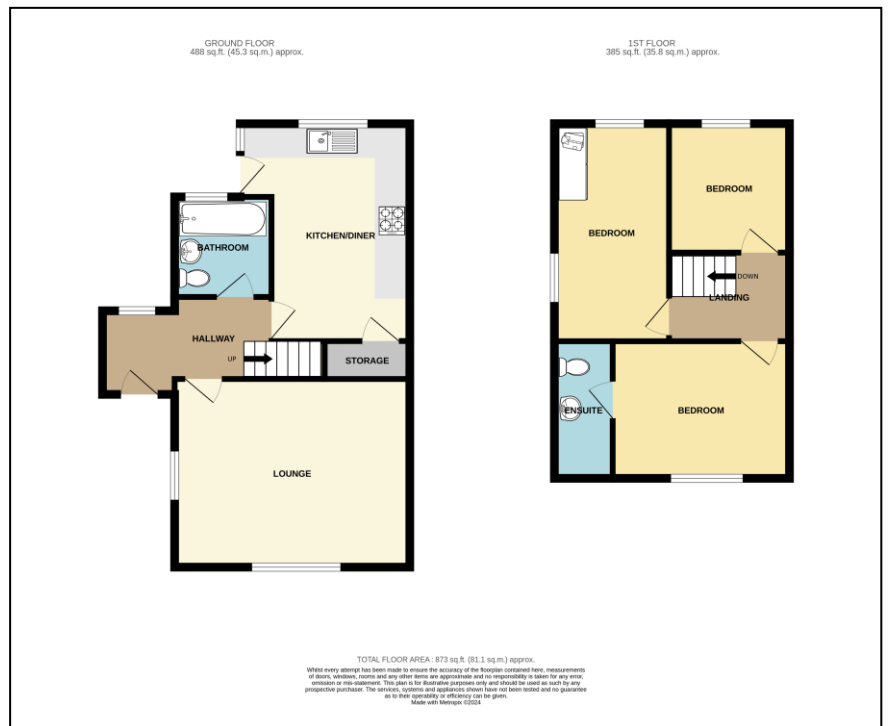 GROUND FLOOR
488 sq.ft. (45.3 sq.m.) approx.
1ST FLOOR
385 sq.ft. (35.8 sq.m.) approx.
KITCHEN/DINER
BATHROOM
HALLWAY
UP
STORAGE
LOUNGE
BEDROOM
BEDROOM
DOWN
LANDING
ENSUITE
BEDROOM
TOTAL FLOOR AREA : 873 sq.ft. (81.1 sq.m.) approx.
Whilst every attempt has been made to ensure the accuracy of the floorplan contained here, measurements
of doors, windows, rooms and any other items are approximate and no responsibility is taken for any error,
omission or mis-statement. This plan is for illustrative purposes only and should be used as such by any
prospective purchaser. The services, systems and appliances shown have not been tested and no guarantee
as to their operability or efficiency can be given.
Made with Metropix ©2024